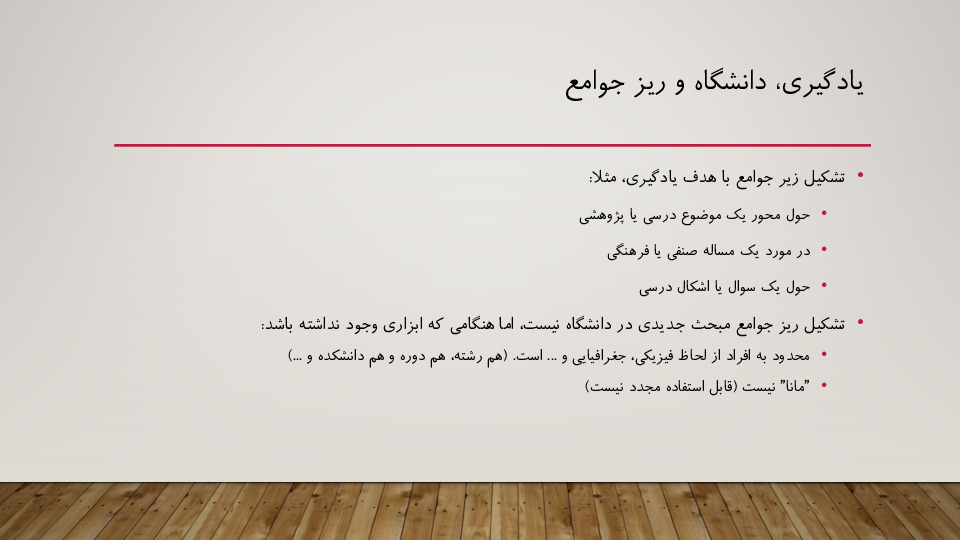 یادگیری، دانشگاه و ریز جوامع
• تشکیل زیر جوامع با هدف یادگیری، مثلا:
• حول محور یک موضوع درسی یا پژوهشی
• در مورد یک مساله صنفی یا فرهنگی
• حول یک سوال یا اشکال درسی
• تشکیل ریز جوامع مبحث جدیدی در دانشگاه نیست، اما هنگامی که ابزاری وجود نداشته باشد:
• محدود به افراد از لحاظ فیزیکی، جغرافیایی و ... است. (هم رشته، هم دوره و هم دانشکده و ...)
• "مانا" نیست (قابل استفاده مجدد نیست)